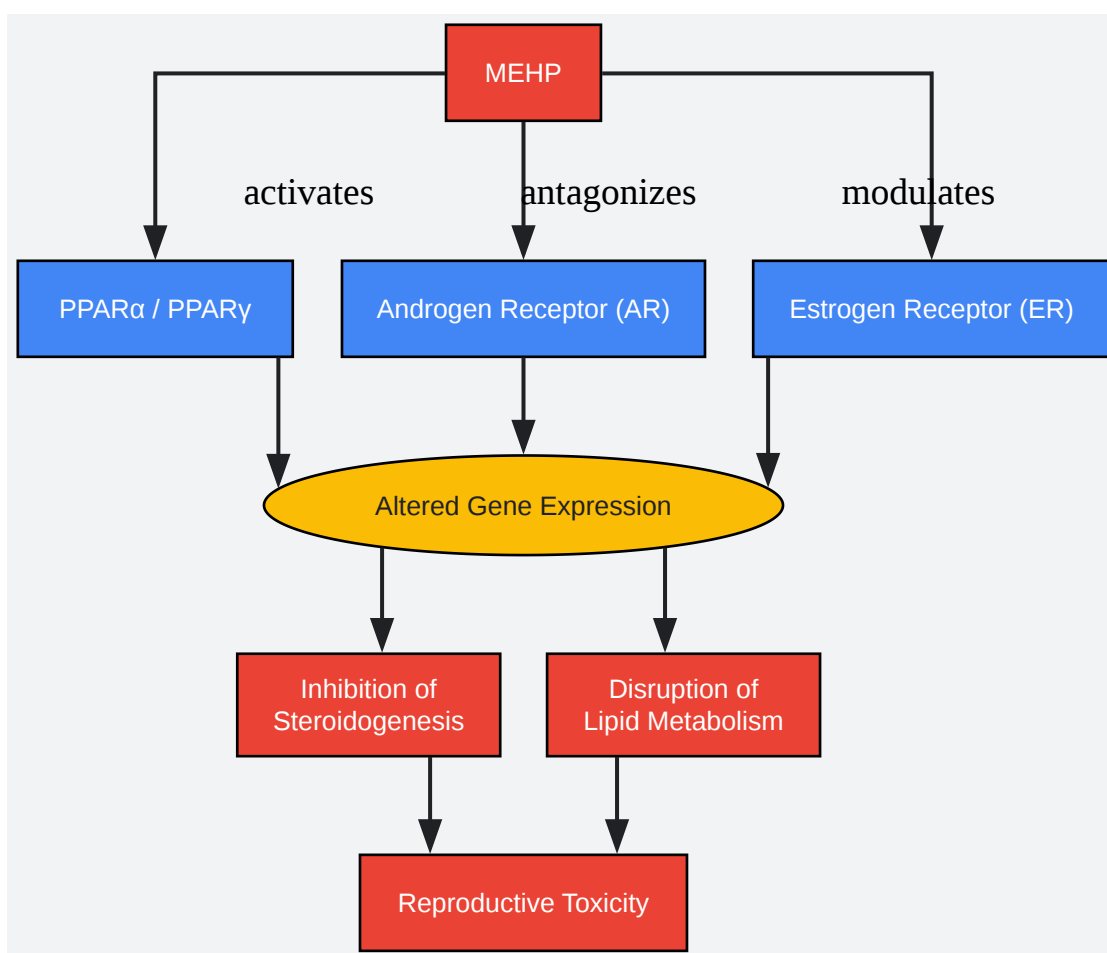 MEHP
activates
antagonizes
modulates
PPARα / PPARγ
Androgen Receptor (AR)
Estrogen Receptor (ER)
Altered Gene Expression
Inhibition of
Steroidogenesis
Disruption of
Lipid Metabolism
Reproductive Toxicity